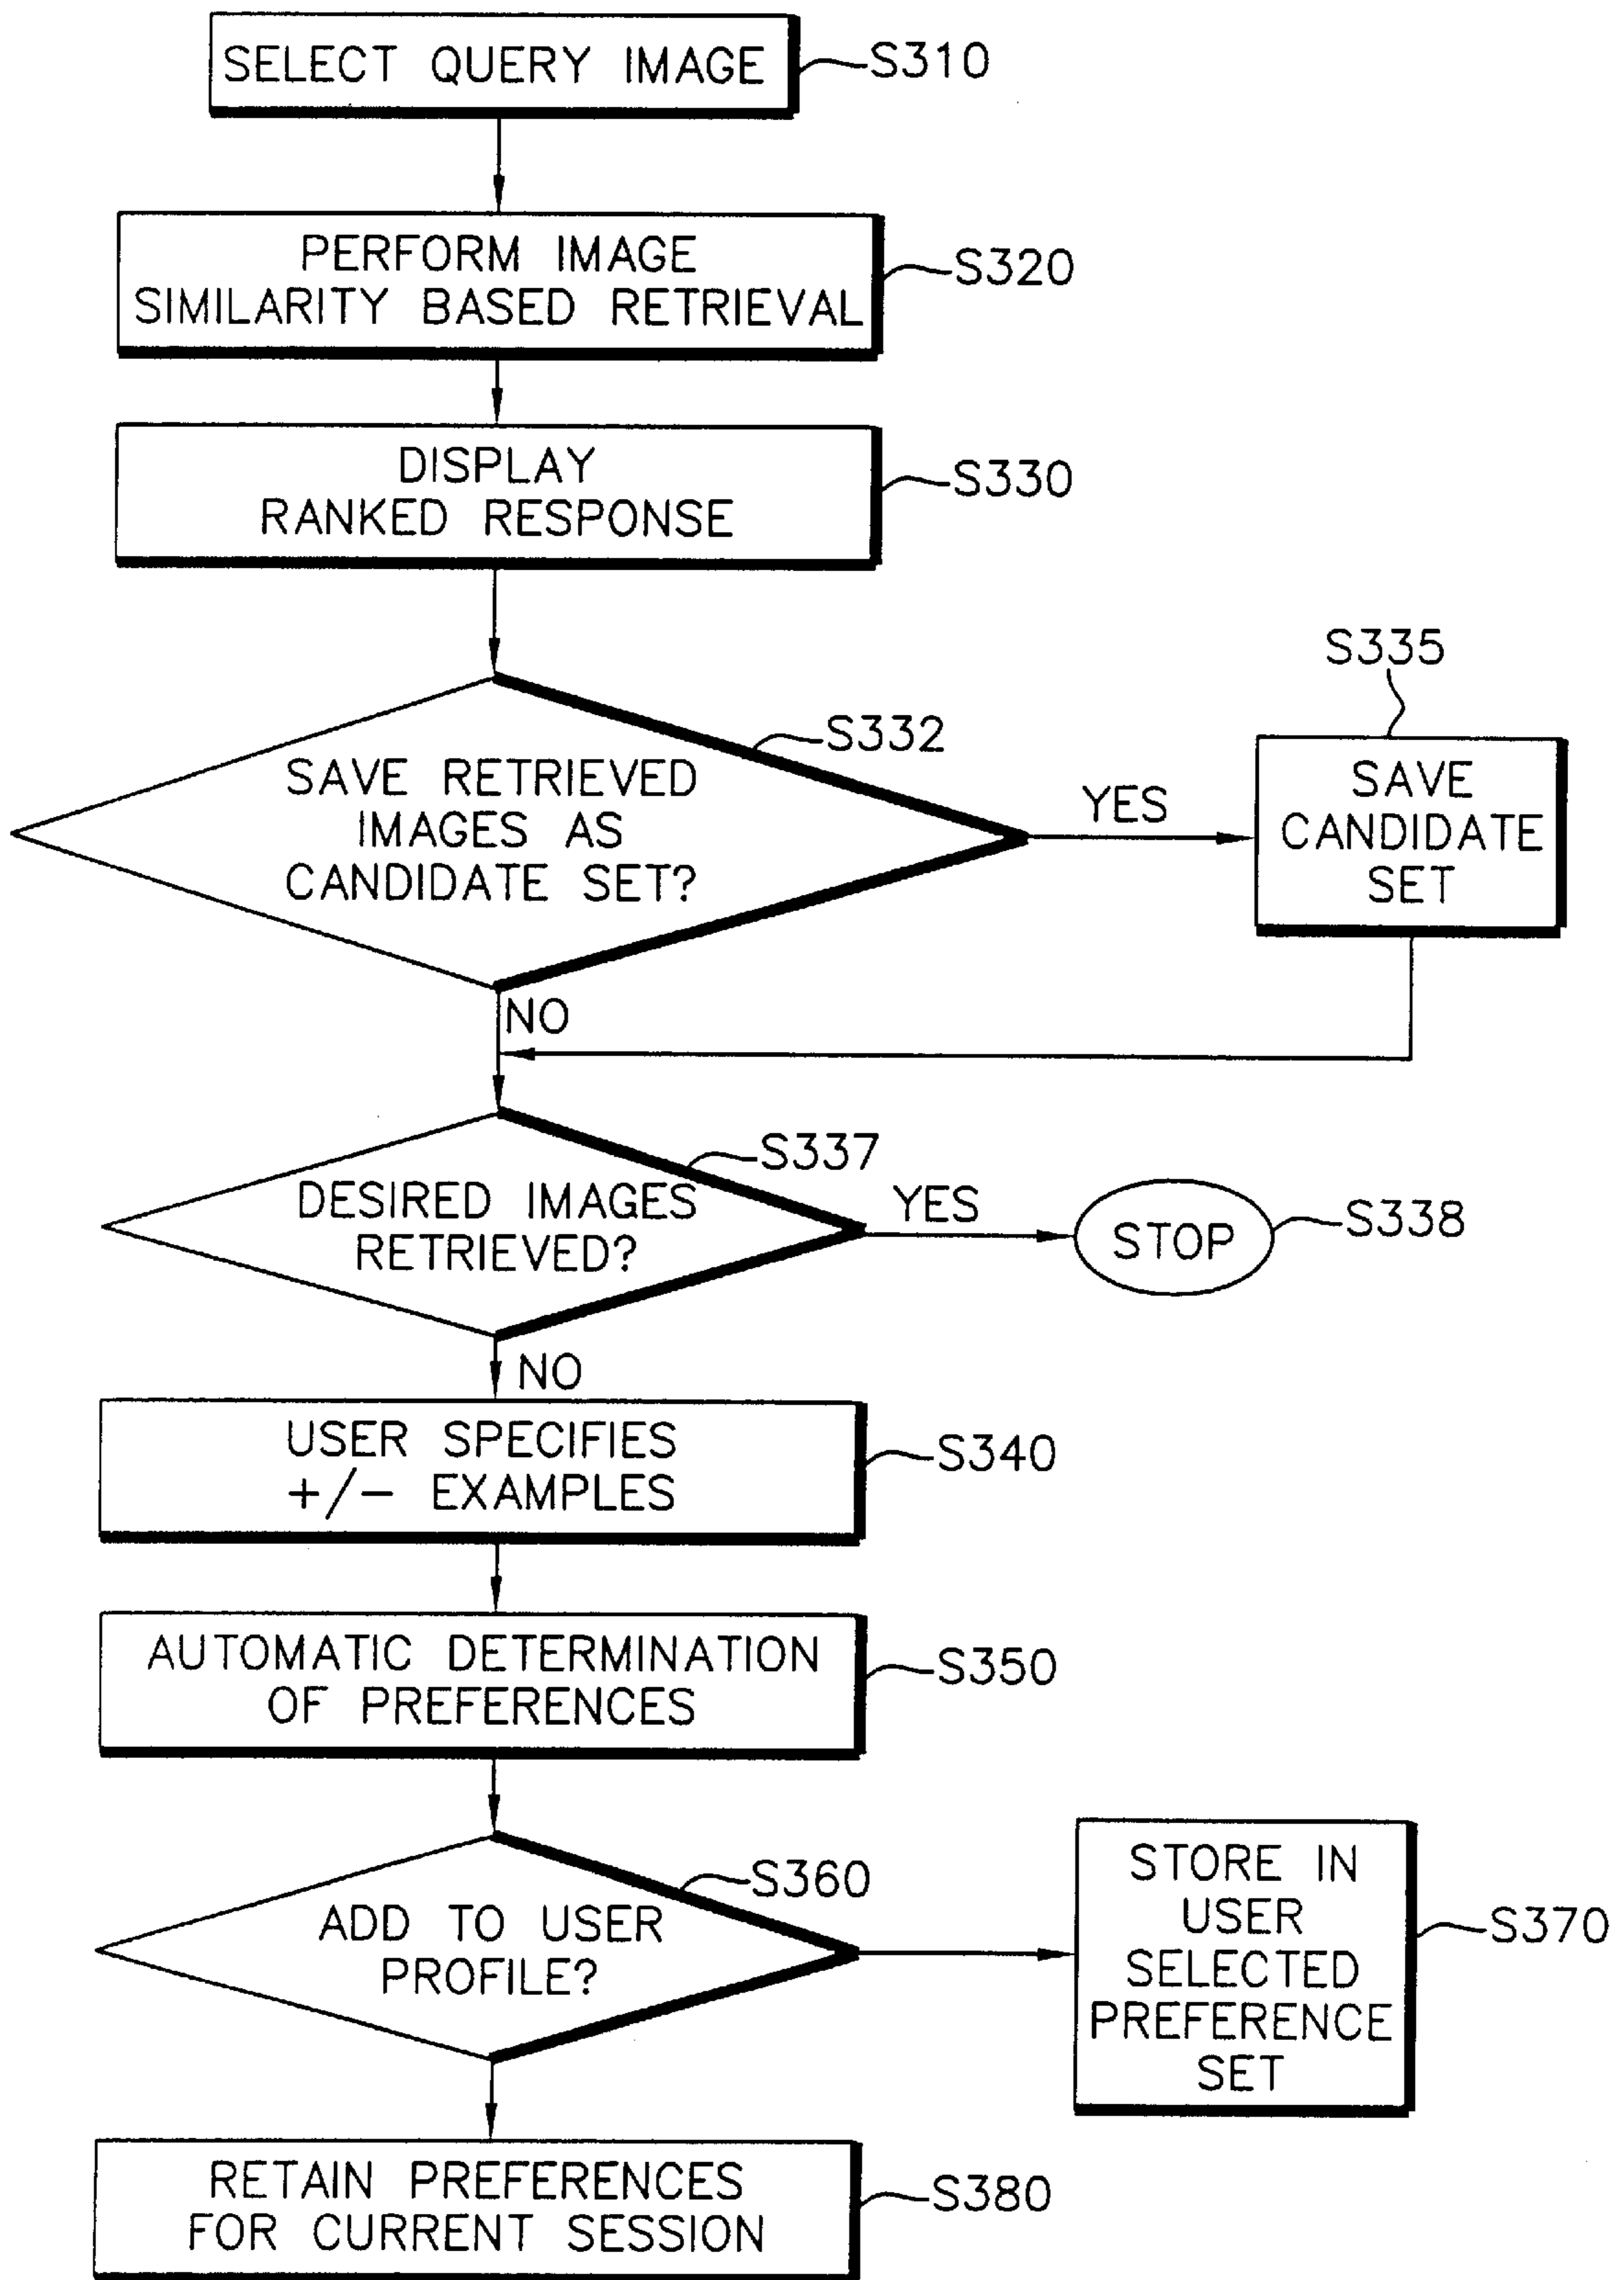 SELECT QUERY IMAGE
S310
PERFORM IMAGE
SIMILARITY BASED RETRIEVAL
S320
DISPLAY
RANKED RESPONSE
S330
S332
SAVE RETRIEVED
IMAGES AS
CANDIDATE SET?
YES
S335
SAVE
CANDIDATE
SET
NO
S337
DESIRED IMAGES
RETRIEVED?
YES
STOP
S338
NO
USER SPECIFIES
+/− EXAMPLES
S340
AUTOMATIC DETERMINATION
OF PREFERENCES
S350
S360
ADD TO USER
PROFILE?
STORE IN
USER
SELECTED
PREFERENCE
SET
S370
RETAIN PREFERENCES
FOR CURRENT SESSION
S380